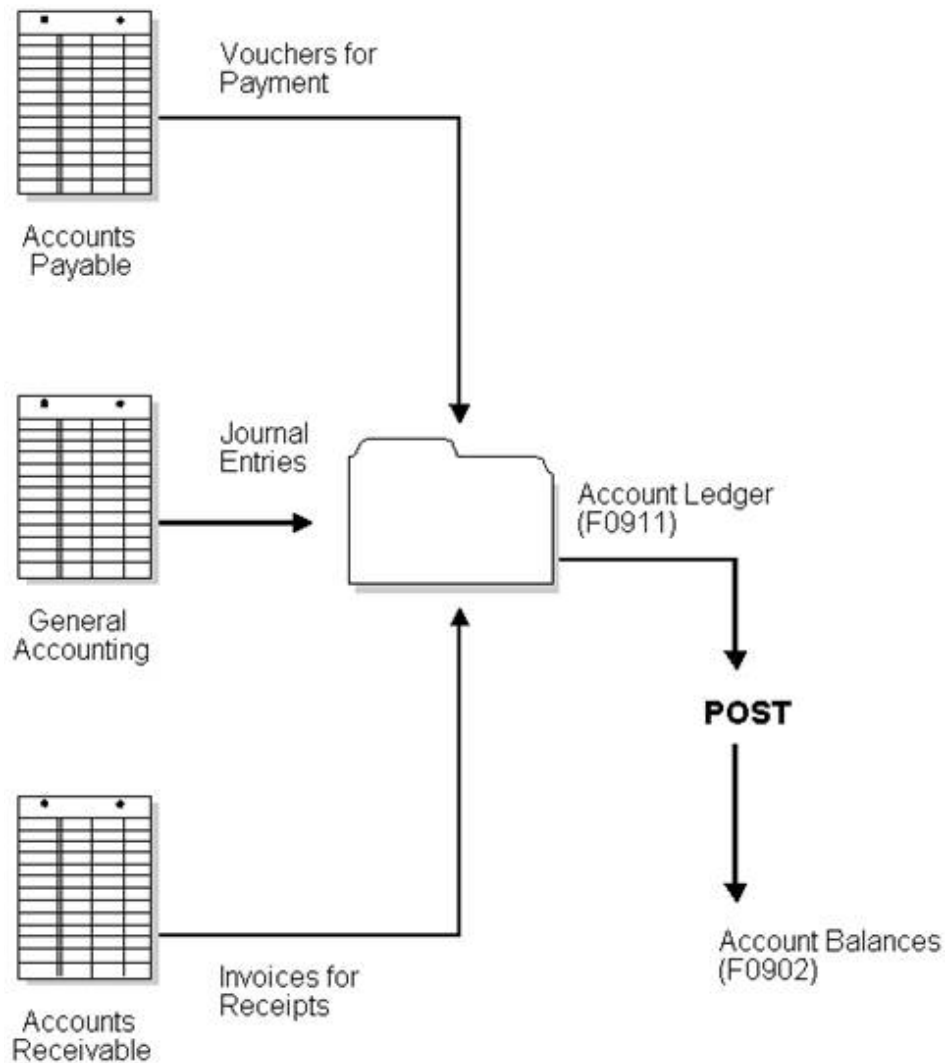 Vouchers for
Payment
Accounts
Payable
Journal
Entries
Account Ledger
(F0911)
General
Accounting
POST
Account Balances
(F0902)
Invoices for
Receipts
Accounts
Receivable